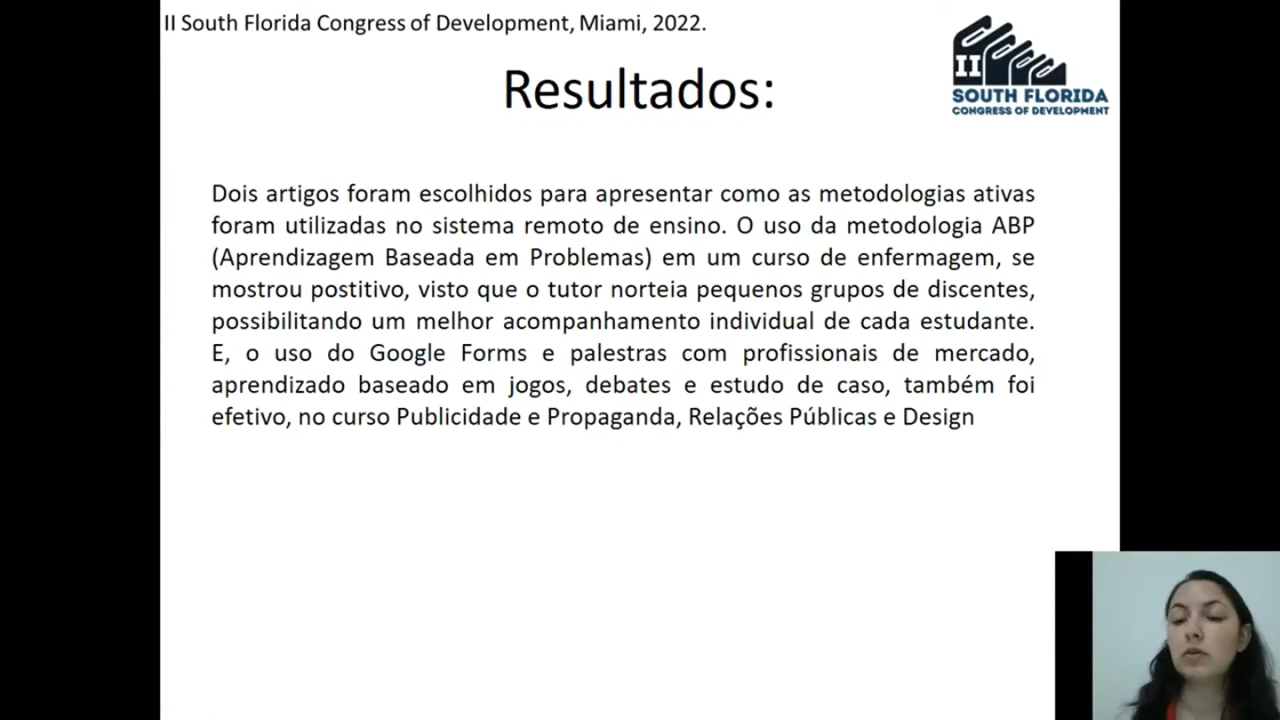 II South Florida Congress of Development, Miami, 2022.
II
SOUTH FLORIDA
CONGRESS OF DEVELOPMENT
Resultados:
Dois artigos foram escolhidos para apresentar como as metodologias ativas
foram utilizadas no sistema remoto de ensino. O uso da metodologia ABP
(Aprendizagem Baseada em Problemas) em um curso de enfermagem, se
mostrou postitivo, visto que o tutor norteia pequenos grupos de discentes,
possibilitando um melhor acompanhamento individual de cada estudante.
E, o uso do Google Forms e palestras com profissionais de mercado,
aprendizado baseado em jogos, debates e estudo de caso, também foi
efetivo, no curso Publicidade e Propaganda, Relações Públicas e Design